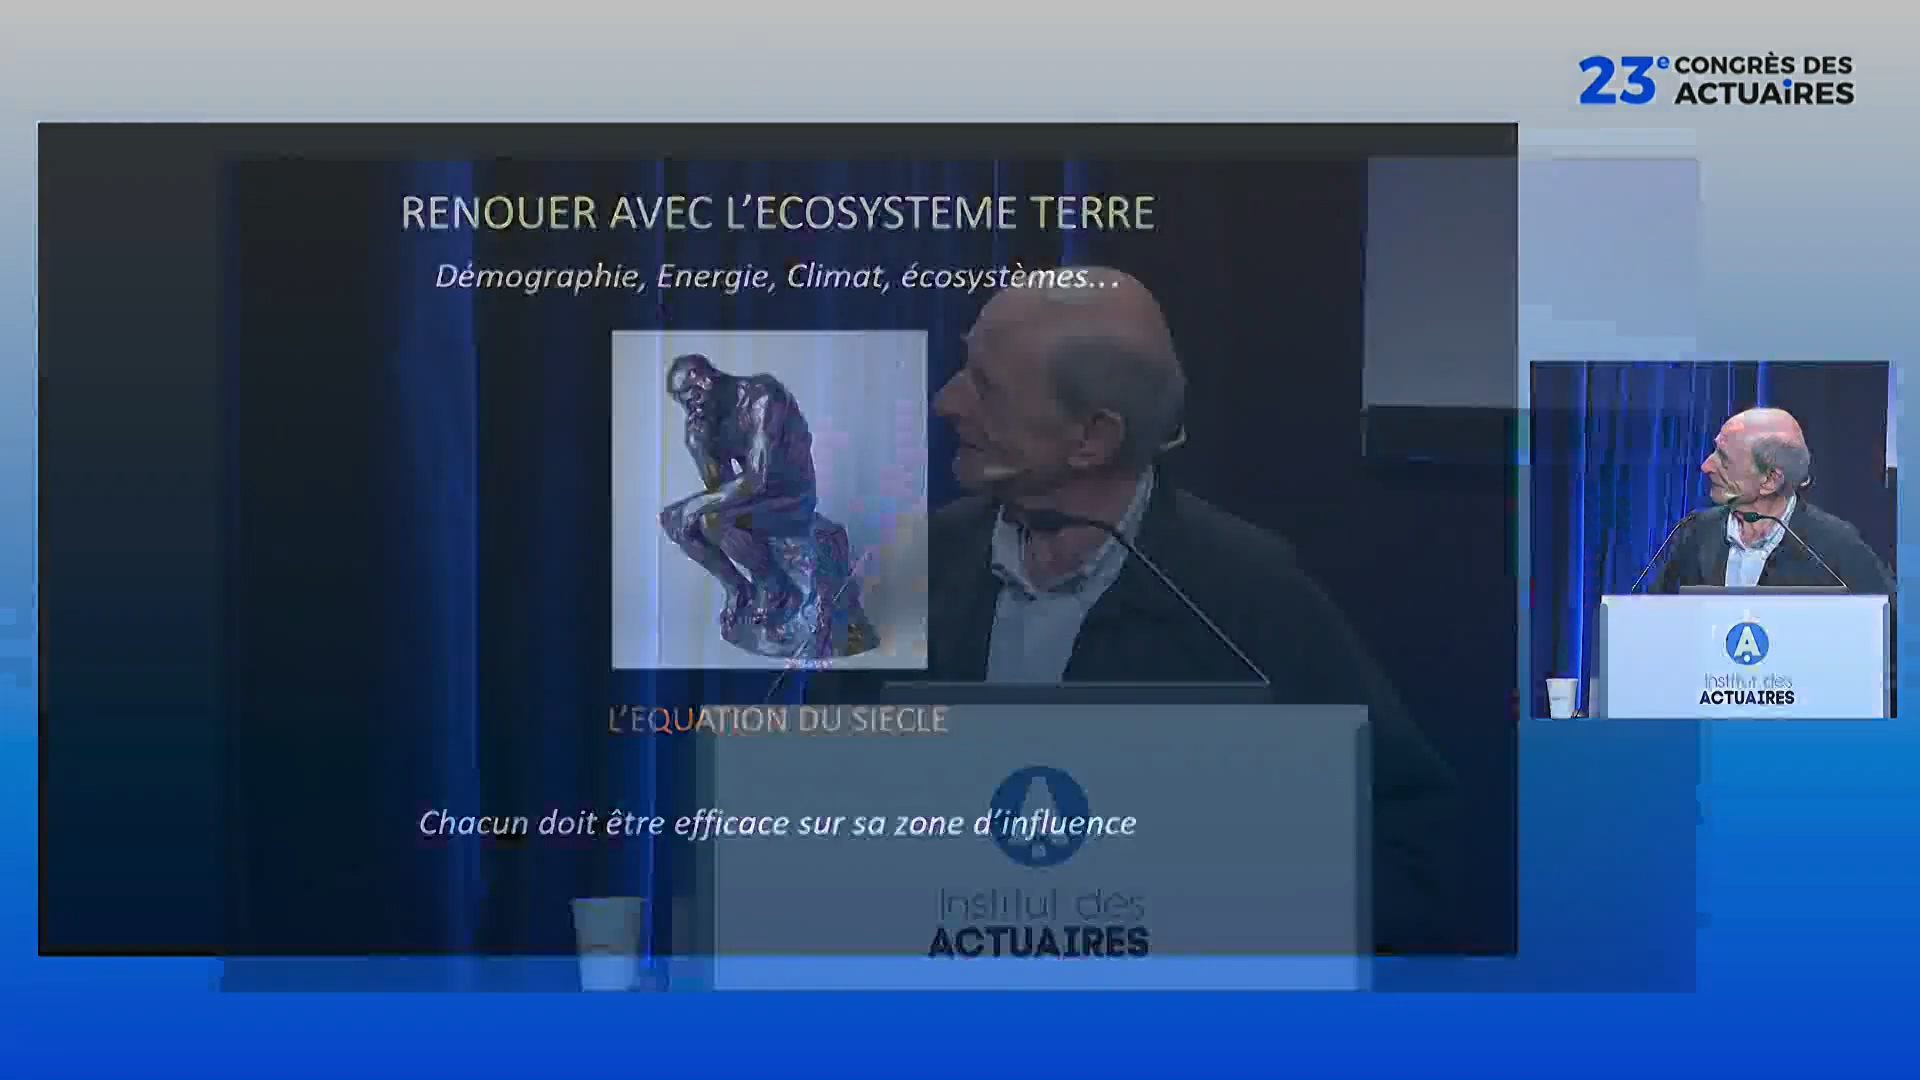 23e CONGRÈS DES
ACTUAiRES
RENOUER AVEC L’ECOSYSTEME TERRE
Démographie, Energie, Climat, écosystèmes...
L’EQUATION DU SIECLE
Chacun doit être efficace sur sa zone d’influence
Institut des
ACTUAIRES
Institut des
ACTUAIRES